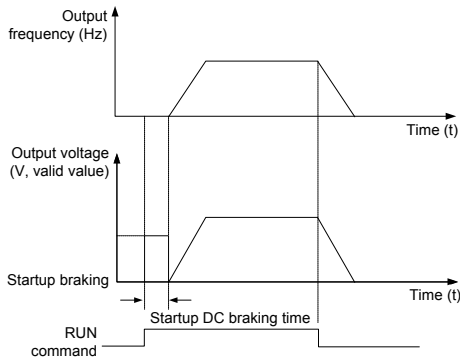 Output
frequency (Hz)
Time (t)
Output voltage
(V, valid value)
Startup braking
Time (t)
Startup DC braking time
RUN
command